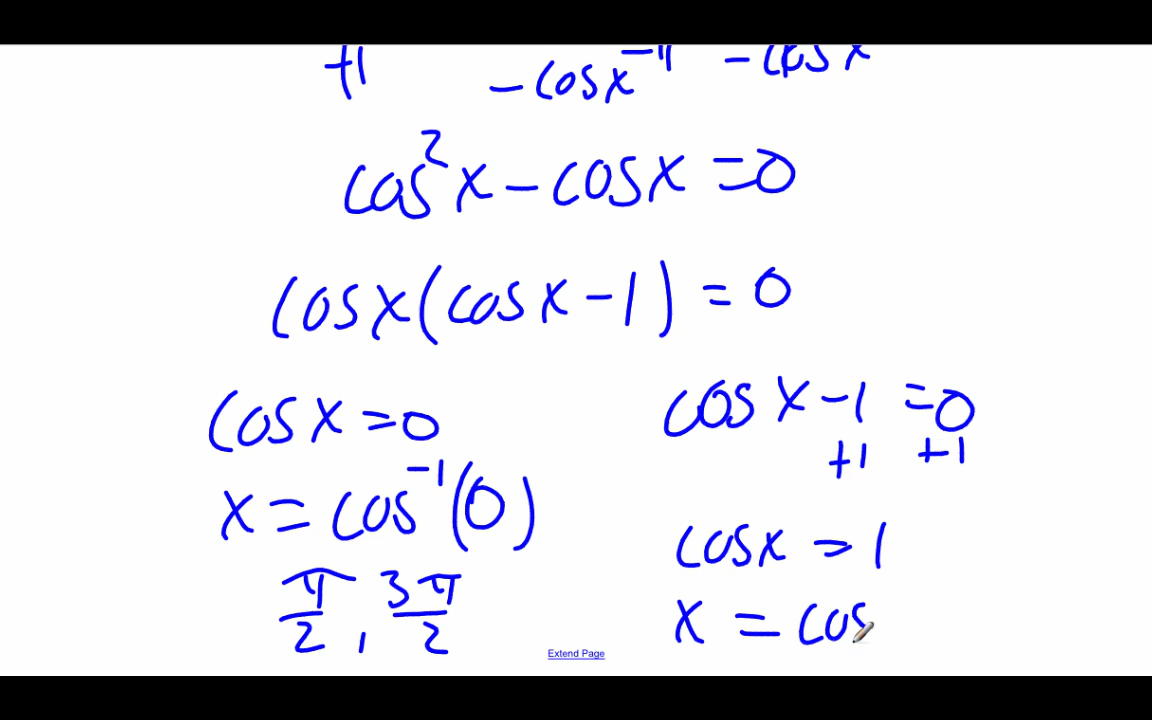 +1 - cos x - 1 - cos x
cos²x - cos x = 0
cos x (cos x - 1) = 0
cos x = 0 cos x - 1 = 0
+1 +1
x = cos⁻¹(0) cos x = 1
π/2 , 3π/2 x = cos
Extend Page